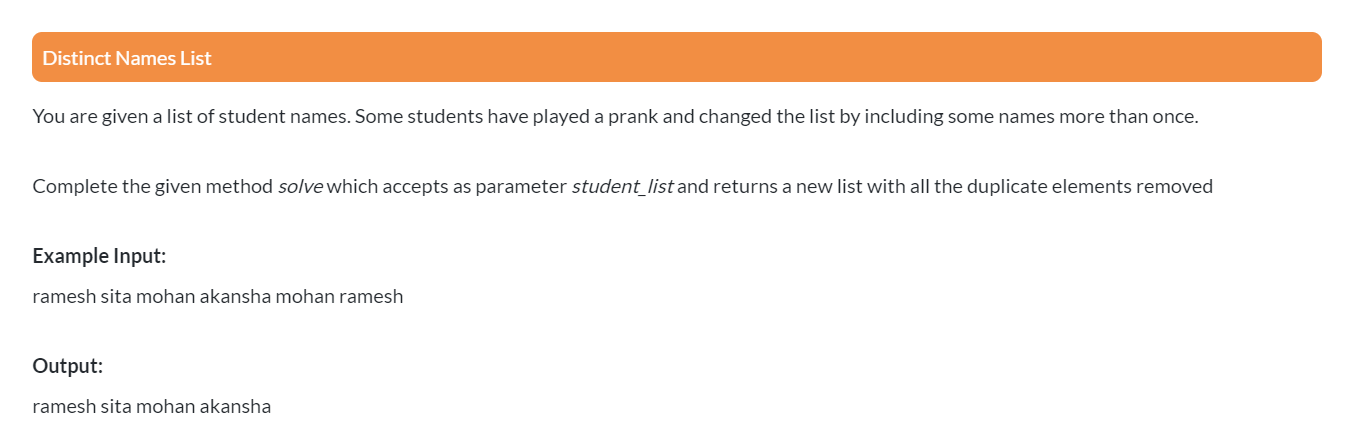 Distinct Names List
You are given a list of student names. Some students have played a prank and changed the list by including some names more than once.
Complete the given method solve which accepts as parameter student_list and returns a new list with all the duplicate elements removed
Example Input:
ramesh sita mohan akansha mohan ramesh
Output:
ramesh sita mohan akansha